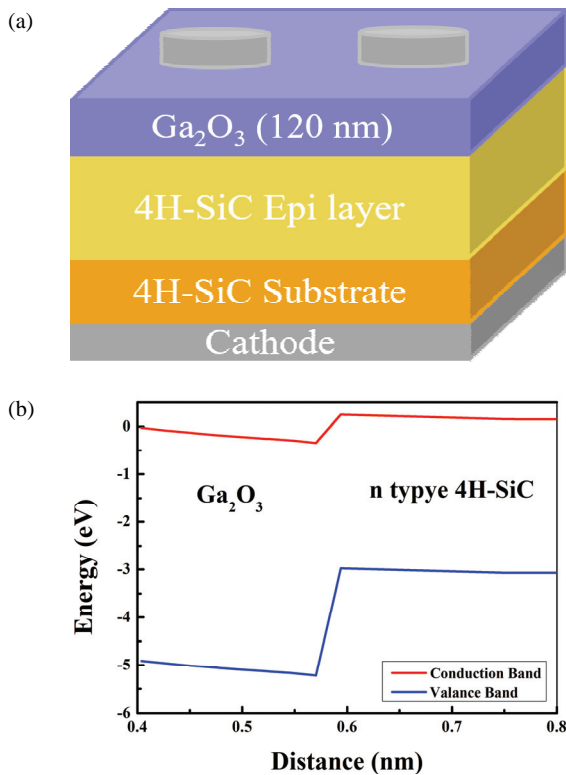 (a)
Ga₂O₃ (120 nm)
4H-SiC Epi layer
4H-SiC Substrate
Cathode
(b)
0
-1
-2
-3
-4
-5
-6
Energy (eV)
Ga₂O₃
n typye 4H-SiC
Conduction Band
Valance Band
0.4
0.5
0.6
0.7
0.8
Distance (nm)